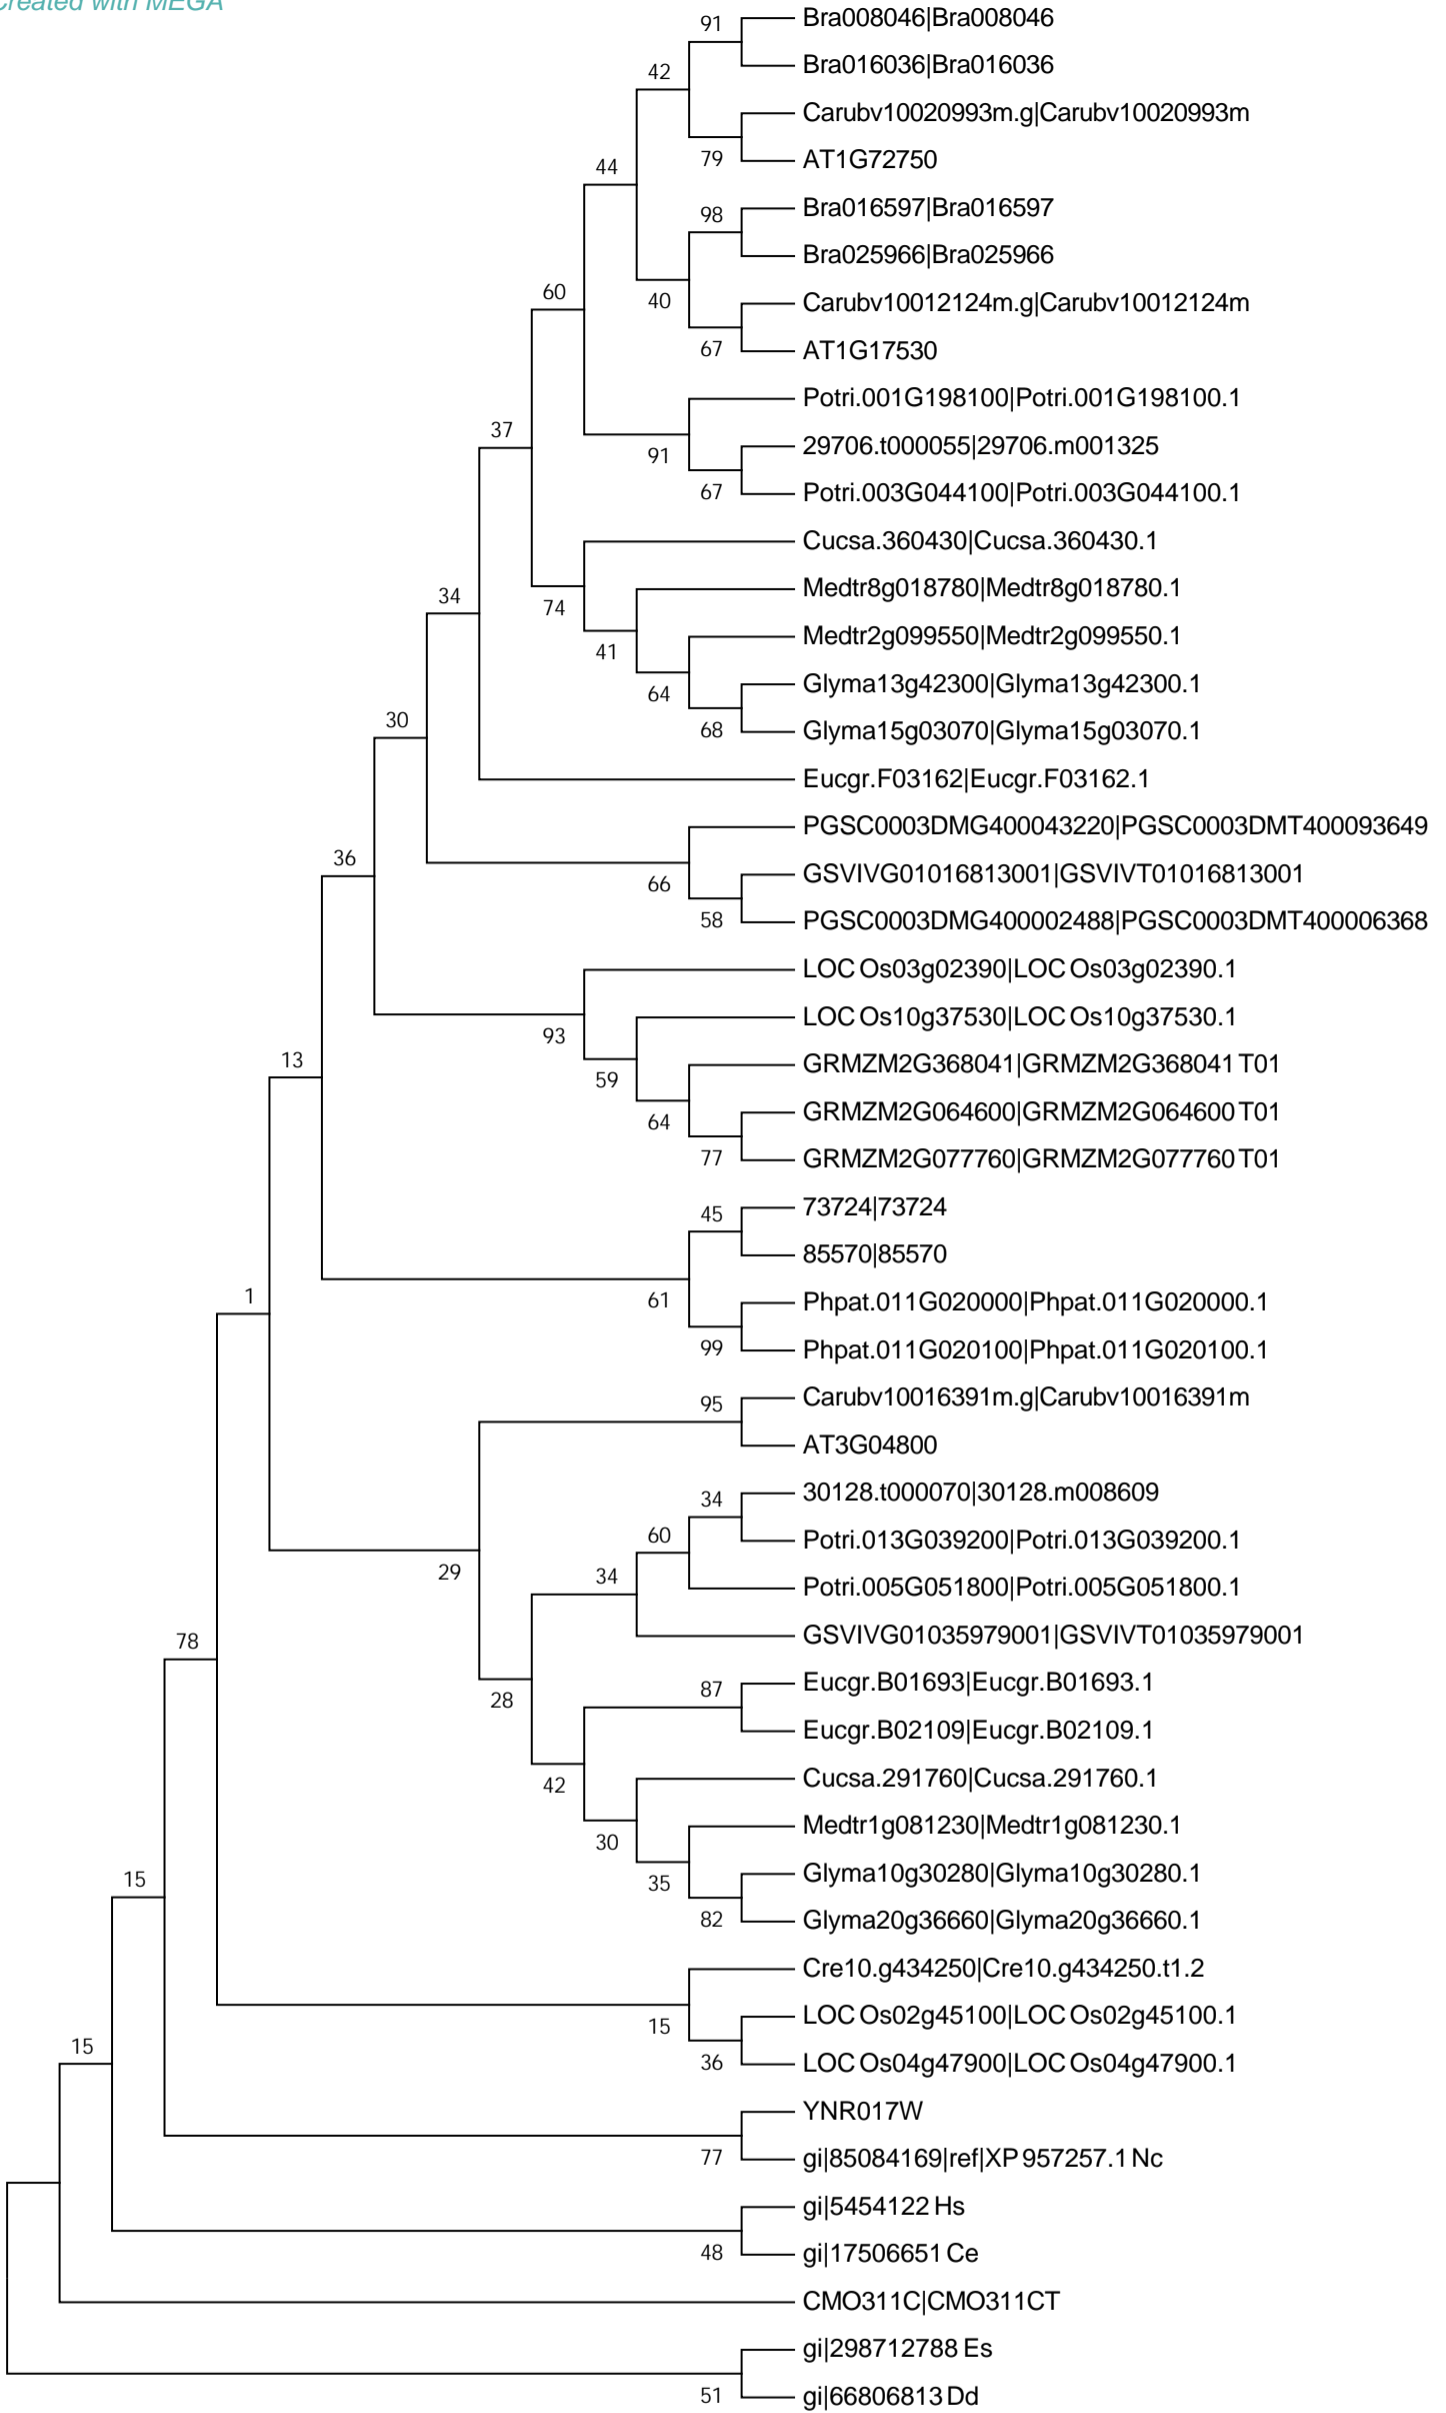 Created with MEGA
91
Bra008046|Bra008046
Bra016036|Bra016036
42
Carubv10020993m.g|Carubv10020993m
79
AT1G72750
44
98
Bra016597|Bra016597
Bra025966|Bra025966
60
40
Carubv10012124m.g|Carubv10012124m
67
AT1G17530
Potri.001G198100|Potri.001G198100.1
37
91
29706.t000055|29706.m001325
67
Potri.003G044100|Potri.003G044100.1
Cucsa.360430|Cucsa.360430.1
34
74
Medtr8g018780|Medtr8g018780.1
41
Medtr2g099550|Medtr2g099550.1
64
Glyma13g42300|Glyma13g42300.1
30
68
Glyma15g03070|Glyma15g03070.1
Eucgr.F03162|Eucgr.F03162.1
PGSC0003DMG400043220|PGSC0003DMT400093649
36
66
GSVIVG01016813001|GSVIVT01016813001
58
PGSC0003DMG400002488|PGSC0003DMT400006368
LOC Os03g02390|LOC Os03g02390.1
93
LOC Os10g37530|LOC Os10g37530.1
13
59
GRMZM2G368041|GRMZM2G368041 T01
64
GRMZM2G064600|GRMZM2G064600 T01
77
GRMZM2G077760|GRMZM2G077760 T01
45
73724|73724
85570|85570
1
61
Phpat.011G020000|Phpat.011G020000.1
99
Phpat.011G020100|Phpat.011G020100.1
95
Carubv10016391m.g|Carubv10016391m
AT3G04800
34
30128.t000070|30128.m008609
60
Potri.013G039200|Potri.013G039200.1
29
34
Potri.005G051800|Potri.005G051800.1
GSVIVG01035979001|GSVIVT01035979001
78
28
87
Eucgr.B01693|Eucgr.B01693.1
Eucgr.B02109|Eucgr.B02109.1
42
Cucsa.291760|Cucsa.291760.1
30
Medtr1g081230|Medtr1g081230.1
15
35
Glyma10g30280|Glyma10g30280.1
82
Glyma20g36660|Glyma20g36660.1
Cre10.g434250|Cre10.g434250.t1.2
15
15
LOC Os02g45100|LOC Os02g45100.1
36
LOC Os04g47900|LOC Os04g47900.1
YNR017W
77
gi|85084169|ref|XP 957257.1 Nc
gi|5454122 Hs
48
gi|17506651 Ce
CMO311C|CMO311CT
gi|298712788 Es
51
gi|66806813 Dd